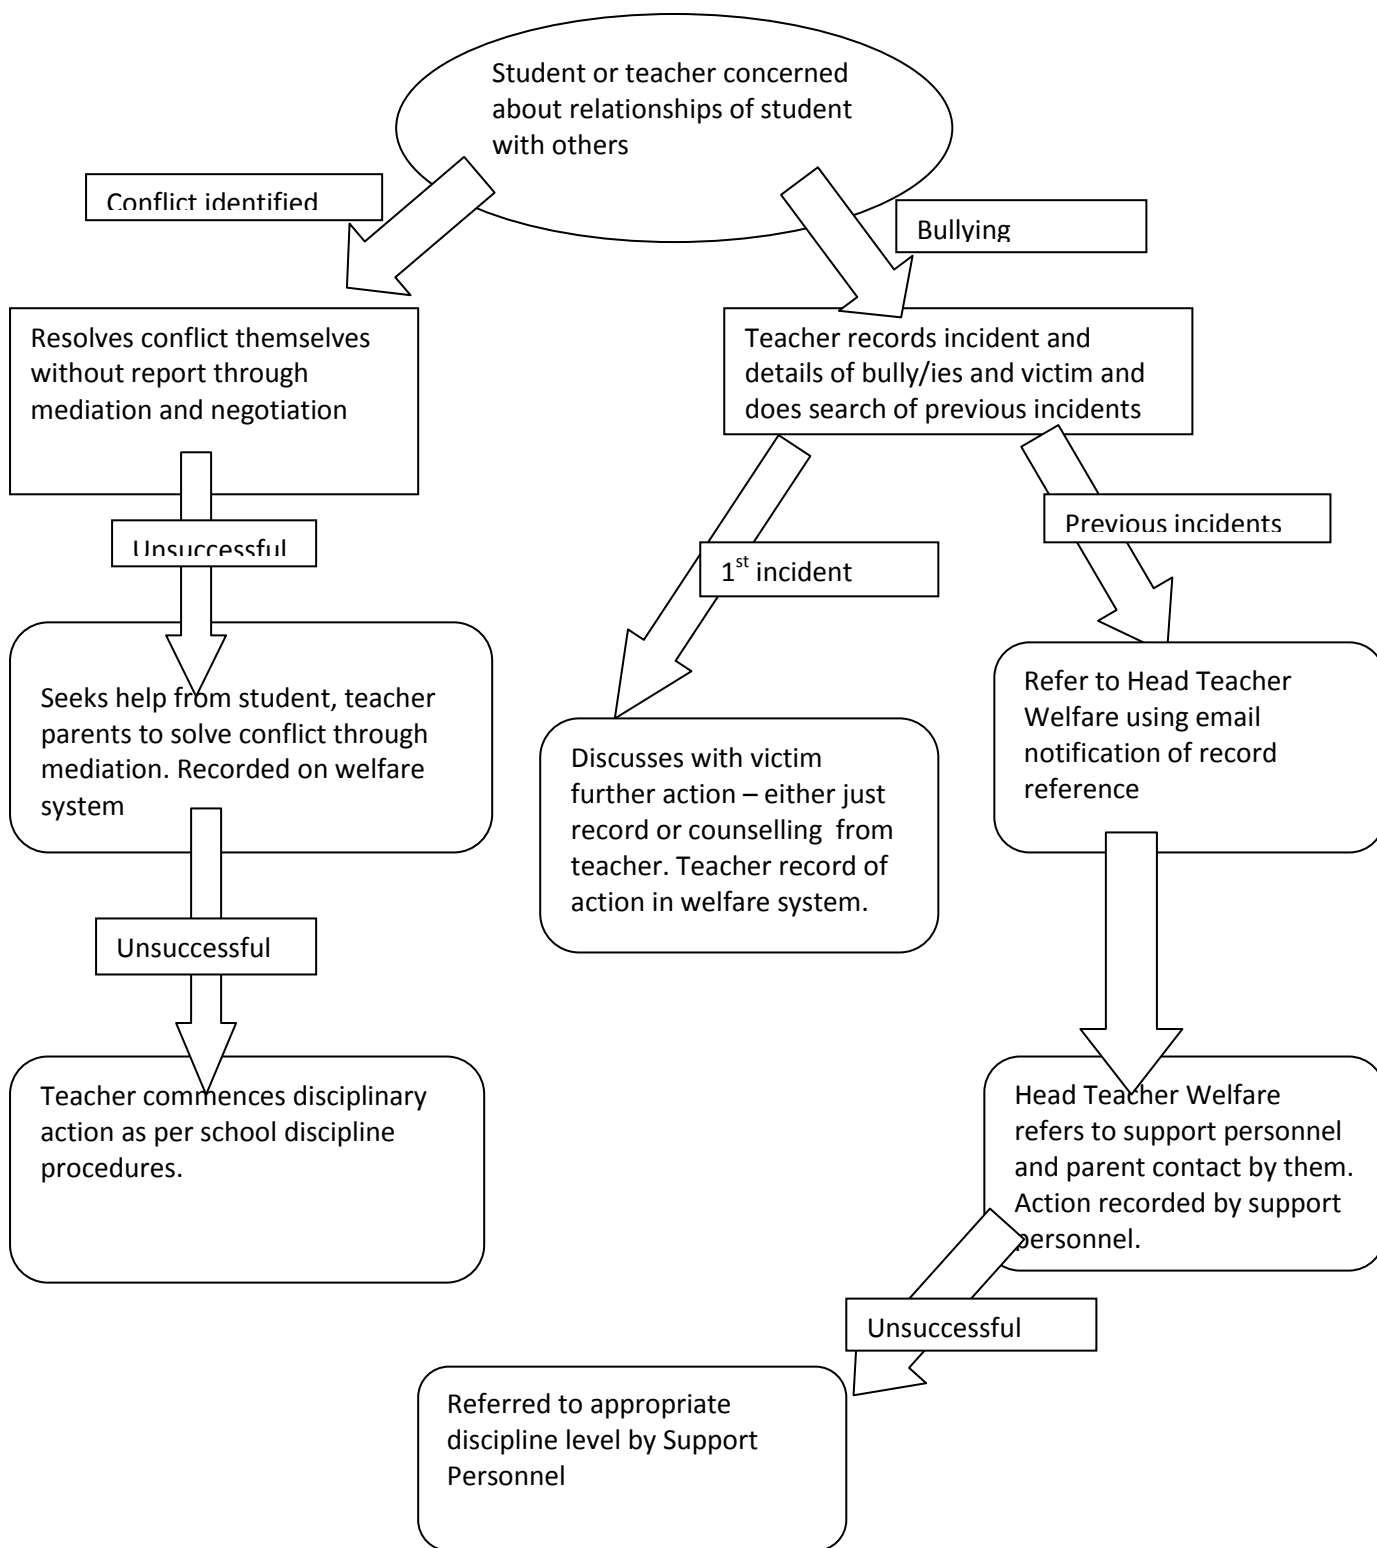 Student or teacher concerned
about relationships of student
with others
Conflict identified
Bullying
Resolves conflict themselves
without report through
mediation and negotiation
Teacher records incident and
details of bully/ies and victim and
does search of previous incidents
Unsuccessful
Previous incidents
1st incident
Seeks help from student, teacher
parents to solve conflict through
mediation. Recorded on welfare
system
Discusses with victim
further action – either just
record or counselling from
teacher. Teacher record of
action in welfare system.
Refer to Head Teacher
Welfare using email
notification of record
reference
Unsuccessful
Teacher commences disciplinary
action as per school discipline
procedures.
Head Teacher Welfare
refers to support personnel
and parent contact by them.
Action recorded by support
personnel.
Unsuccessful
Referred to appropriate
discipline level by Support
Personnel